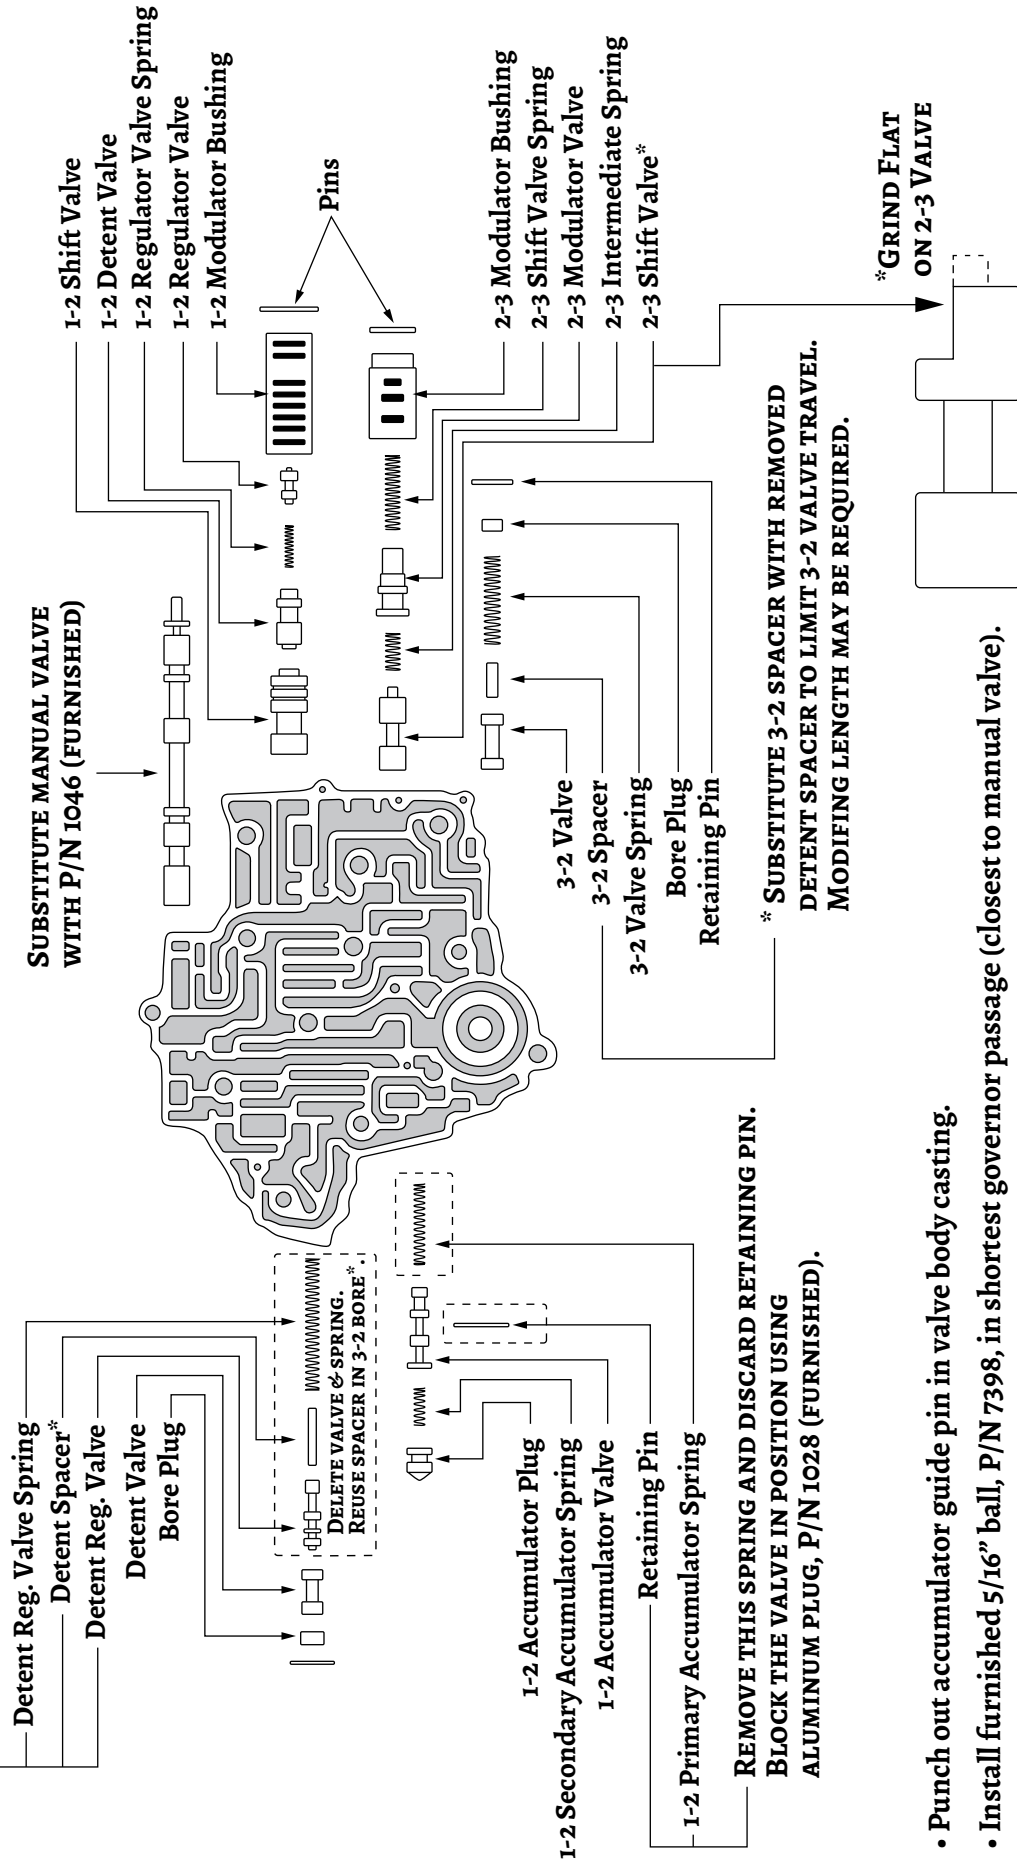 SUBSTITUTE MANUAL VALVE
WITH P/N 1046 (FURNISHED)
1-2 Shift Valve
1-2 Detent Valve
1-2 Regulator Valve Spring
1-2 Regulator Valve
1-2 Modulator Bushing
Pins
2-3 Modulator Bushing
2-3 Shift Valve Spring
2-3 Modulator Valve
2-3 Intermediate Spring
2-3 Shift Valve*
*GRIND FLAT
ON 2-3 VALVE
3-2 Valve
3-2 Spacer
3-2 Valve Spring
Bore Plug
Retaining Pin
* SUBSTITUTE 3-2 SPACER WITH REMOVED
DETENT SPACER TO LIMIT 3-2 VALVE TRAVEL.
MODIFYING LENGTH MAY BE REQUIRED.
Detent Reg. Valve Spring
Detent Spacer*
Detent Reg. Valve
Detent Valve
Bore Plug
DELETE VALVE & SPRING.
REUSE SPACER IN 3-2 BORE*.
1-2 Accumulator Plug
1-2 Secondary Accumulator Spring
1-2 Accumulator Valve
Retaining Pin
1-2 Primary Accumulator Spring
REMOVE THIS SPRING AND DISCARD RETAINING PIN.
BLOCK THE VALVE IN POSITION USING
ALUMINUM PLUG, P/N 1028 (FURNISHED).
• Punch out accumulator guide pin in valve body casting.
• Install furnished 5/16" ball, P/N 7398, in shortest governor passage (closest to manual valve).